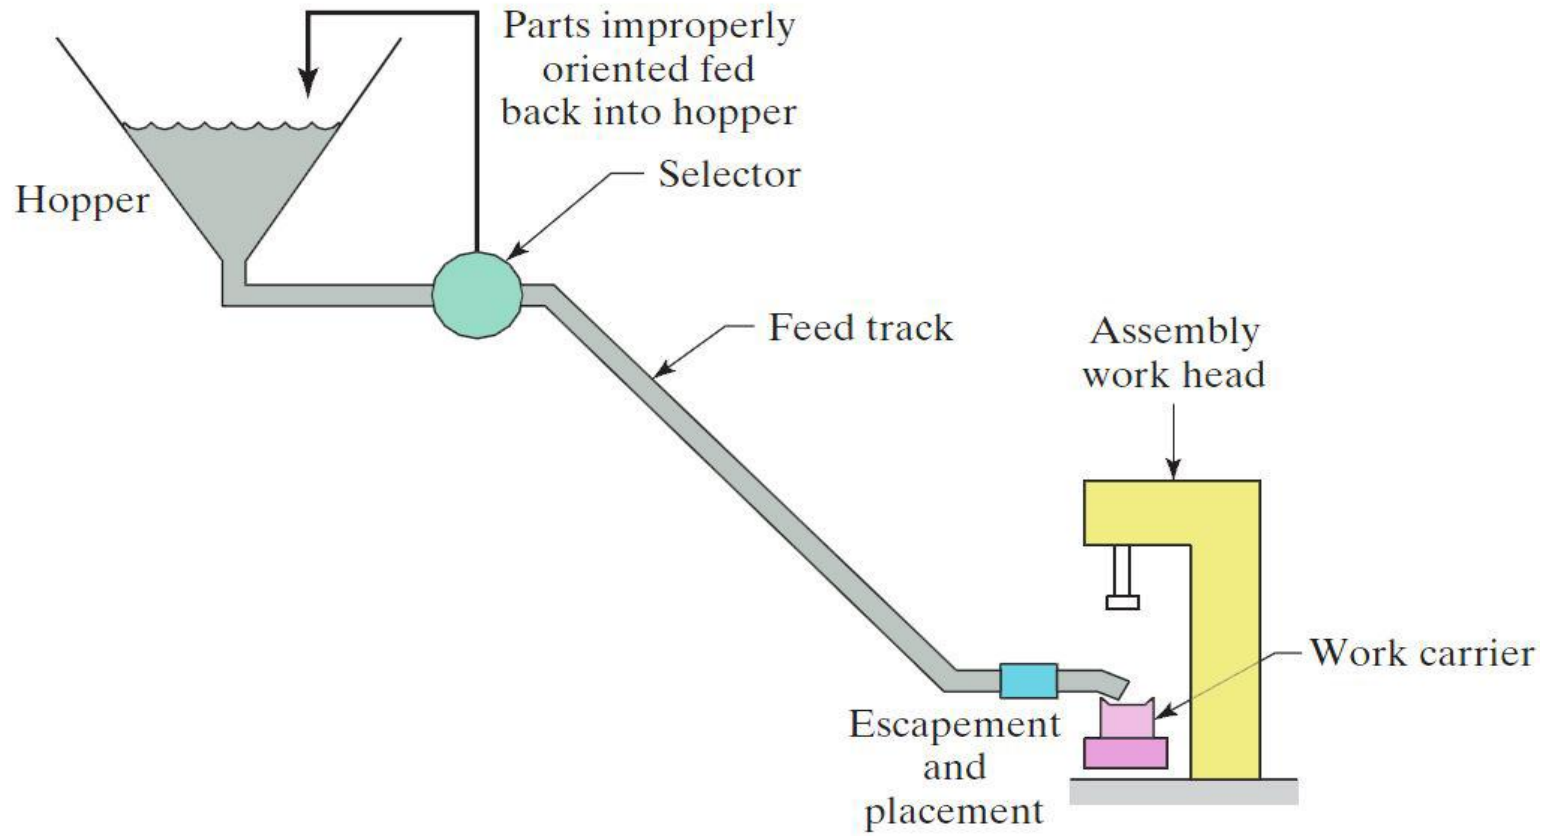 Parts improperly
oriented fed
back into hopper
Selector
Hopper
Feed track
Assembly
work head
Work carrier
Escapement
and
placement